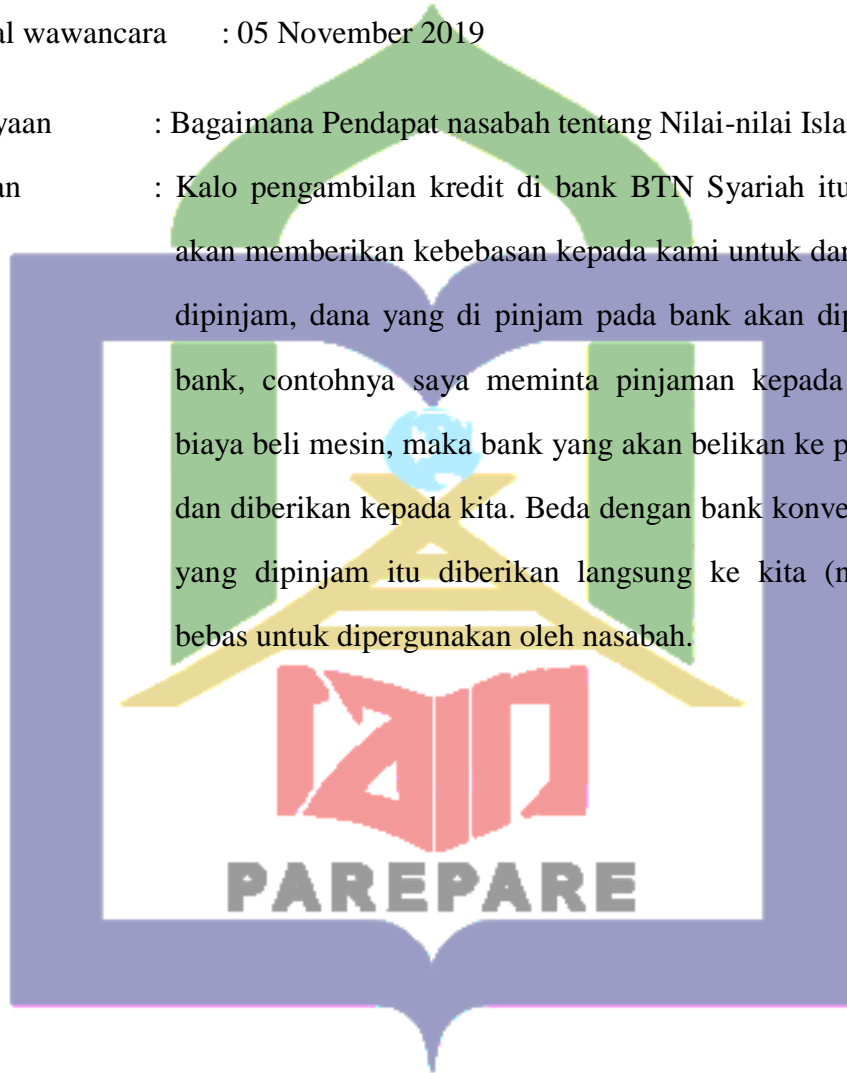 al wawancara : 05 November 2019
yaan : Bagaimana Pendapat nasabah tentang Nilai-nilai Isla
an : Kalo pengambilan kredit di bank BTN Syariah itu
akan memberikan kebebasan kepada kami untuk dan
dipinjam, dana yang di pinjam pada bank akan dip
bank, contohnya saya meminta pinjaman kepada
biaya beli mesin, maka bank yang akan belikan ke p
dan diberikan kepada kita. Beda dengan bank konve
yang dipinjam itu diberikan langsung ke kita (n
bebas untuk dipergunakan oleh nasabah.
iain
PAREPARE